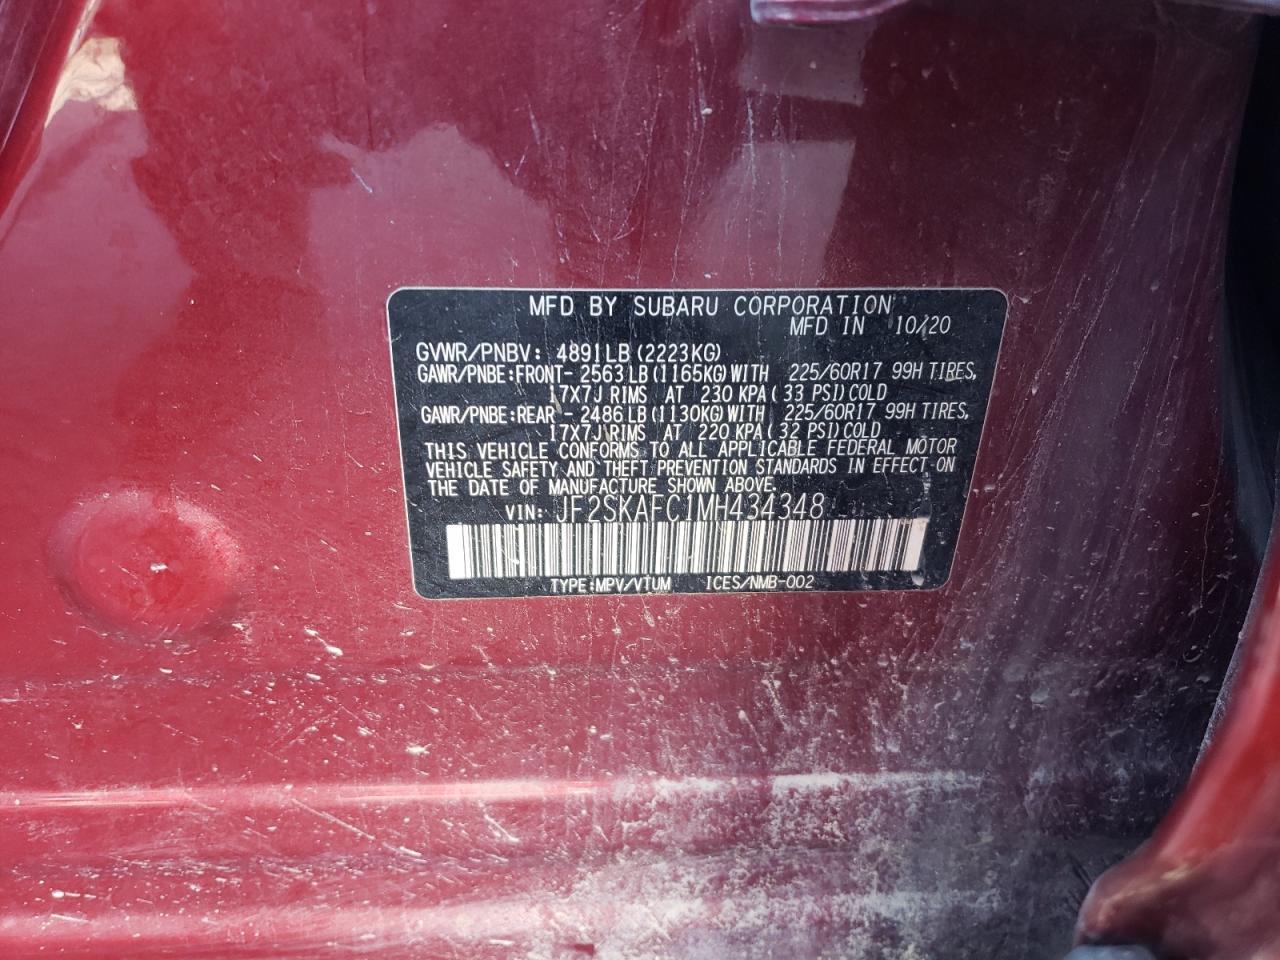 MFD BY SUBARU CORPORATION
MFD IN 10/20
GVWR/PNBV: 4891LB (2223KG)
GAWR/PNBE:FRONT- 2563LB (1165KG) WITH 225/60R17 99H TIRES,
17X7J RIMS AT 230 KPA (33 PSI) COLD
GAWR/PNBE:REAR - 2486LB (1130KG) WITH 225/60R17 99H TIRES,
17X7J RIMS AT 220 KPA (32 PSI) COLD
THIS VEHICLE CONFORMS TO ALL APPLICABLE FEDERAL MOTOR
VEHICLE SAFETY AND THEFT PREVENTION STANDARDS IN EFFECT ON
THE DATE OF MANUFACTURE SHOWN ABOVE.
VIN: JF2SKAFC1MH434348
TYPE:MPV/VTUM ICES/NMB-002